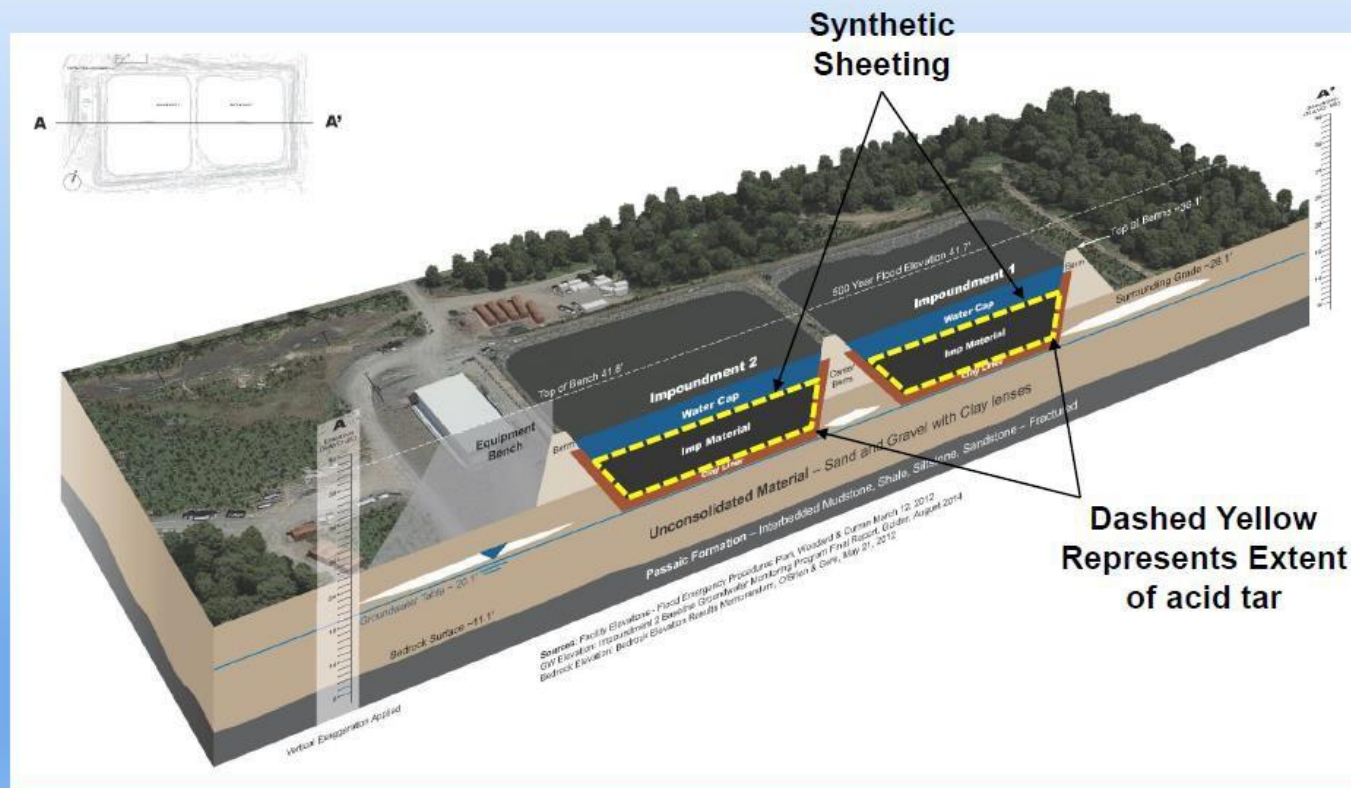 Synthetic
Sheeting
A
A'
A'
500 Year Flood Elevation 41.7'
Top of Berms ~36.1'
Impoundment 1
Water Cap
Berm
Surrounding Grade ~26.1'
Imp Material
Clay Liner
Top of Bench 41.8'
Impoundment 2
Water Cap
Center
Berm
Equipment
Bench
Berm
Imp Material
Clay Liner
A
Unconsolidated Material – Sand and Gravel with Clay lenses
Passaic Formation – Interbedded Mudstone, Shale, Siltstone, Sandstone – Fractured
Dashed Yellow
Represents Extent
of acid tar
Groundwater Table ~ 20.1'
Bedrock Surface ~11.1'
Sources: Facility Elevations - Flood Emergency Procedures Plan, Woodard & Curran March 12, 2012
GW Elevation: Impoundment 2 Baseline Groundwater Monitoring Program Final Report, Golder, August 2014
Bedrock Elevation: Bedrock Elevation Results Memorandum, O'Brien & Gere, May 21, 2012
Vertical Exaggeration Applied